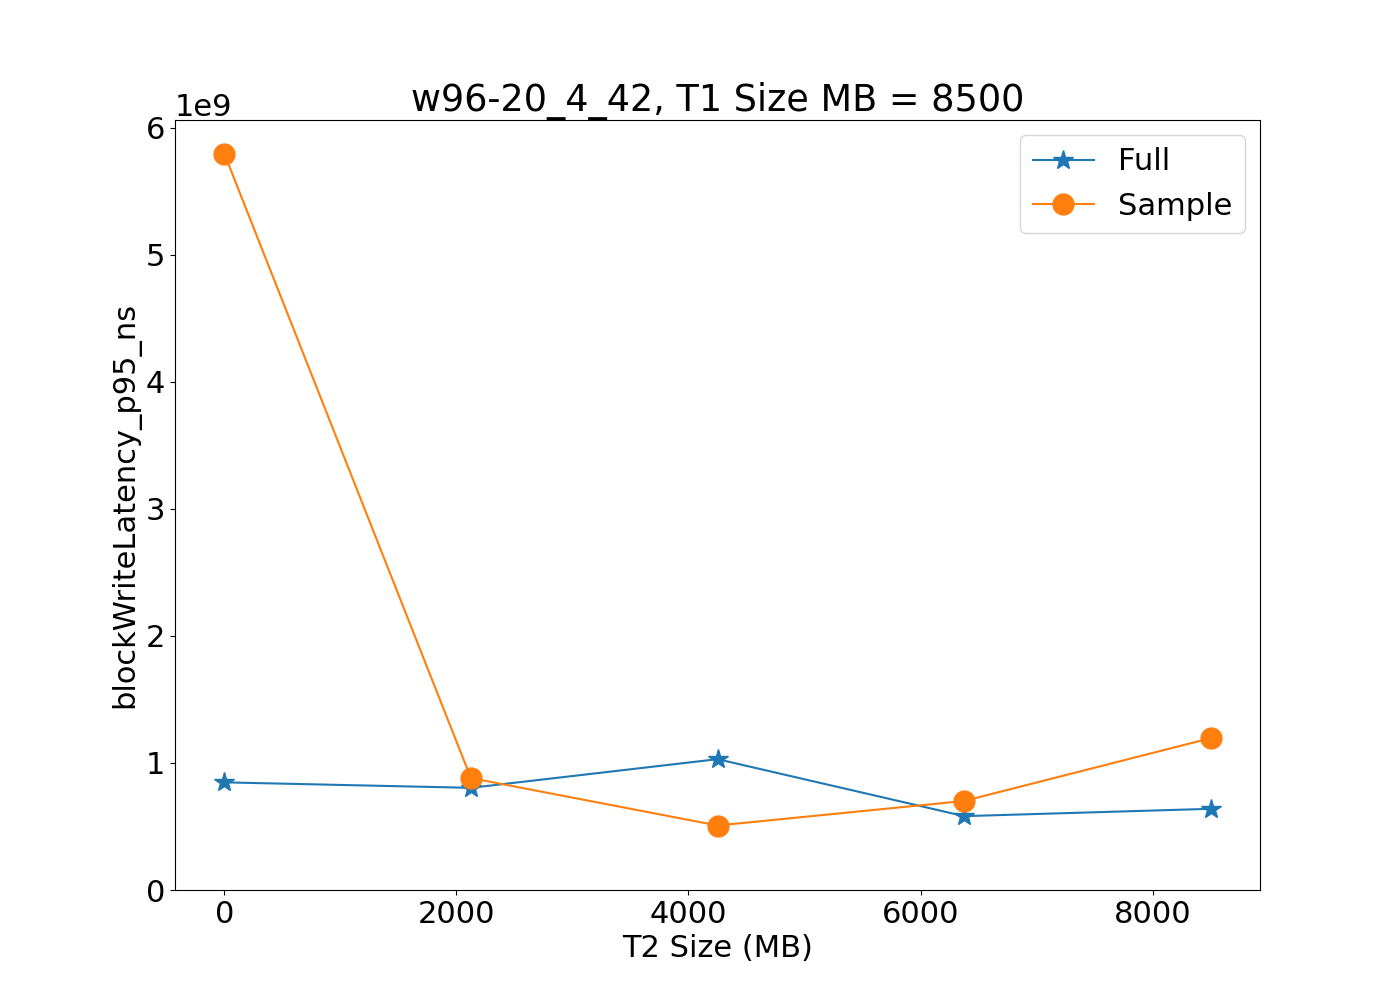 w96-20_4_42, T1 Size MB = 8500
1e9
6
5
4
3
2
1
0
blockWriteLatency_p95_ns
Full
Sample
0 2000 4000 6000 8000
T2 Size (MB)